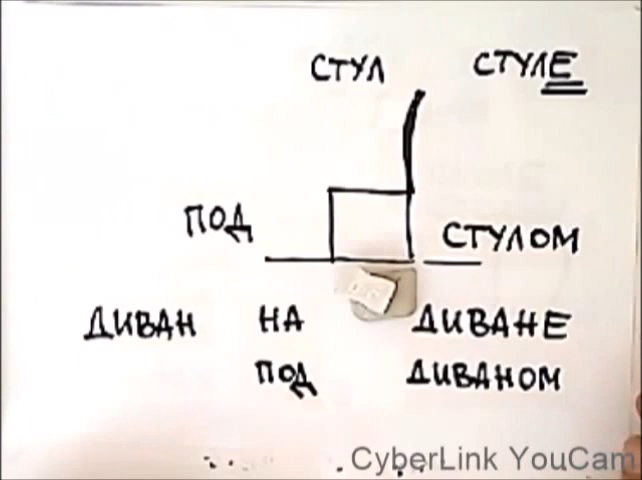 СТУЛ СТУЛЕ
ПОД СТУЛОМ
ДИВАН НА ДИВАНЕ
ПОД ДИВАНОМ
CyberLink YouCam